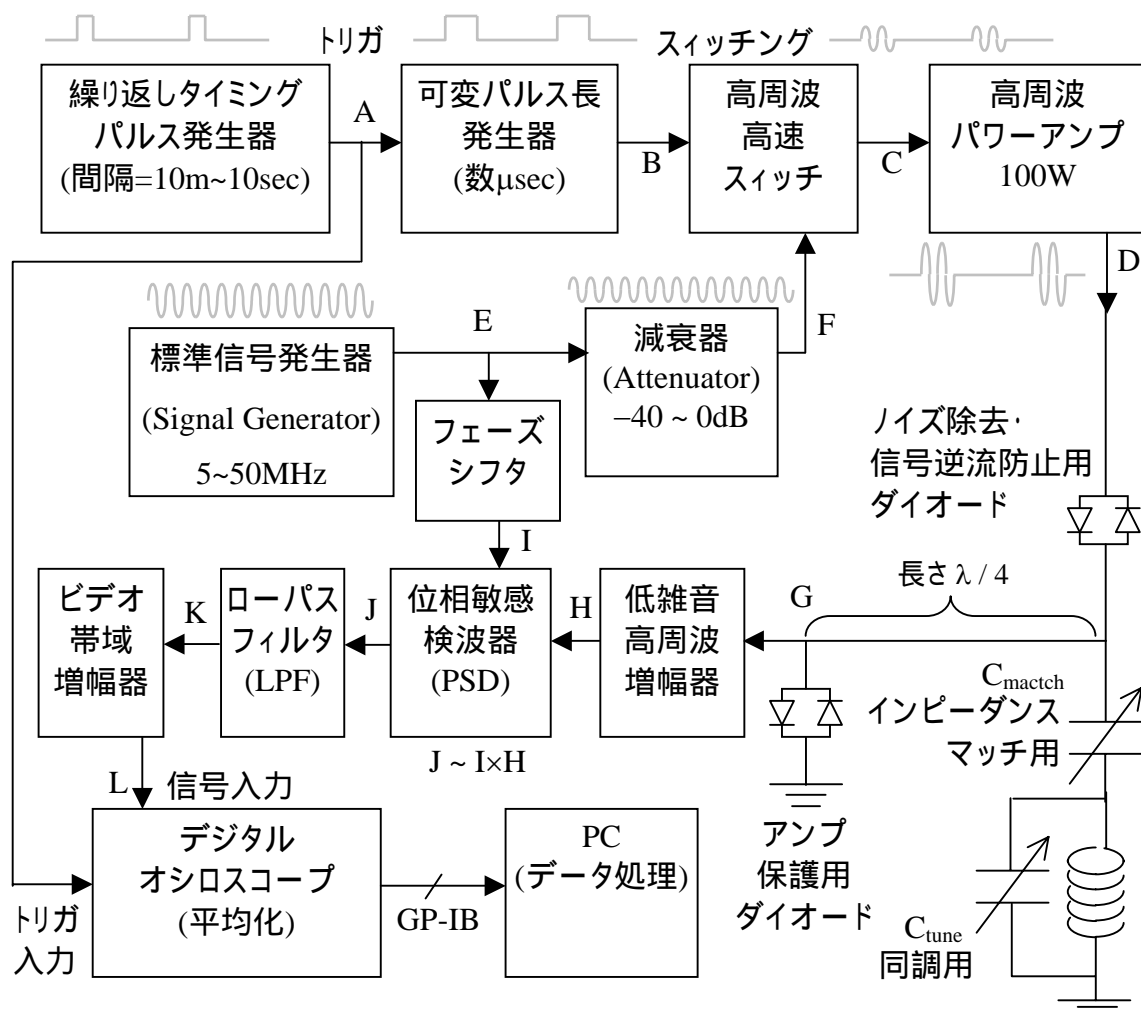 トリガ
スィッチング
繰り返しタイミング
パルス発生器
(間隔=10m~10sec)
A
可変パルス長
発生器
(数μsec)
B
高周波
高速
スィッチ
C
高周波
パワーアンプ
100W
D
標準信号発生器
(Signal Generator)
5~50MHz
E
減衰器
(Attenuator)
−40 ~ 0dB
F
フェーズ
シフタ
I
ノイズ除去・
信号逆流防止用
ダイオード
長さ λ / 4
ビデオ
帯域
増幅器
K
ローパス
フィルタ
(LPF)
J
位相敏感
検波器
(PSD)
H
低雑音
高周波
増幅器
G
J ~ I×H
Cmactch
インピーダンス
マッチ用
L
信号入力
デジタル
オシロスコープ
(平均化)
GP-IB
PC
(データ処理)
アンプ
保護用
ダイオード
Ctune
同調用
トリガ
入力